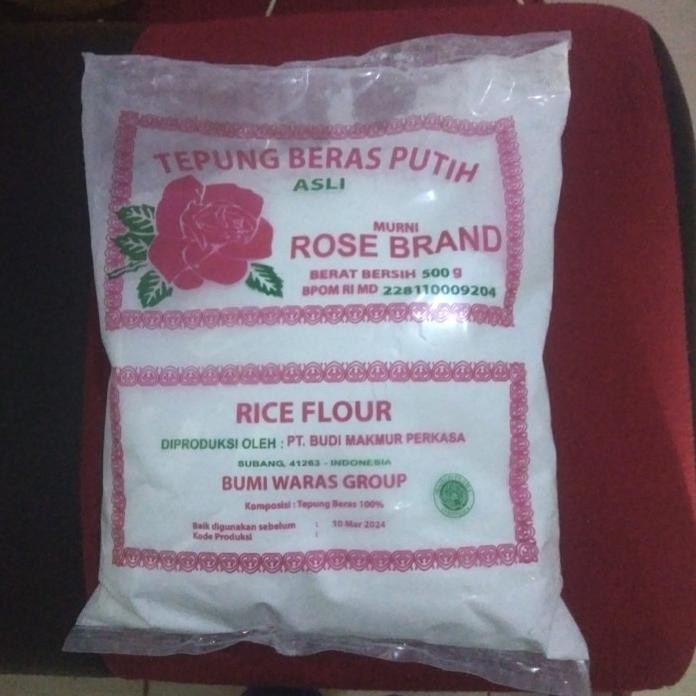 TEPUNG BERAS PUTIH
ASLI
MURNI
ROSE BRAND
BERAT BERSIH 500 g
BPOM RI MD 228110009204
RICE FLOUR
DIPRODUKSI OLEH : PT. BUDI MAKMUR PERKASA
SUBANG, 41263 - INDONESIA
BUMI WARAS GROUP
Komposisi : Tepung Beras 100%
Baik digunakan sebelum : 10 Mar 2024
Kode Produksi :